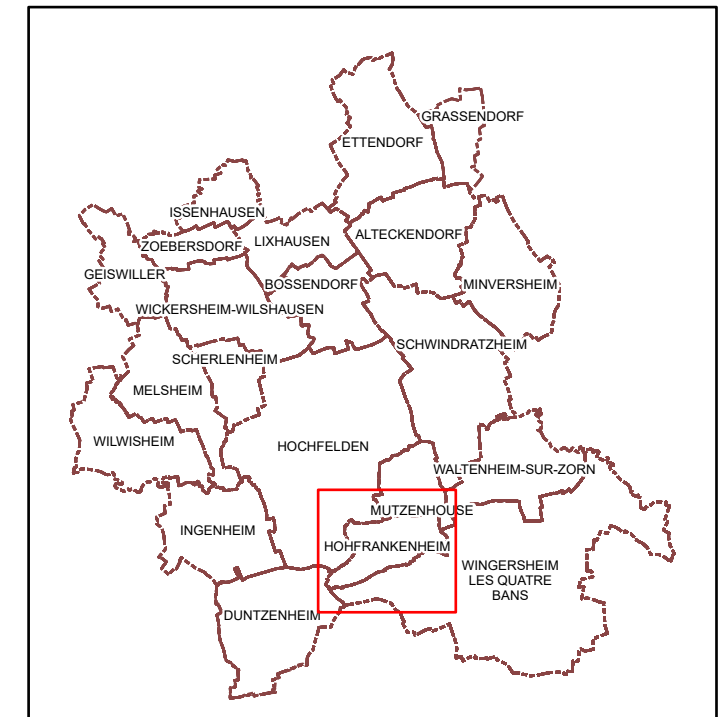 GRASSENDORF
ETTENDORF
ISSENHAUSEN
ALTECKENDORF
ZOEBERSDORF
LIXHAUSEN
GEISWILLER
BOSSENDORF
MINVERSHEIM
WICKERSHEIM-WILSHAUSEN
SCHWINDRATZHEIM
SCHERLENHEIM
MELSHEIM
WILWISHEIM
HOCHFELDEN
WALTENHEIM-SUR-ZORN
MUTZENHOUSE
INGENHEIM
HOHFRANKENHEIM
WINGERSHEIM
LES QUATRE
BANS
DUNTZENHEIM